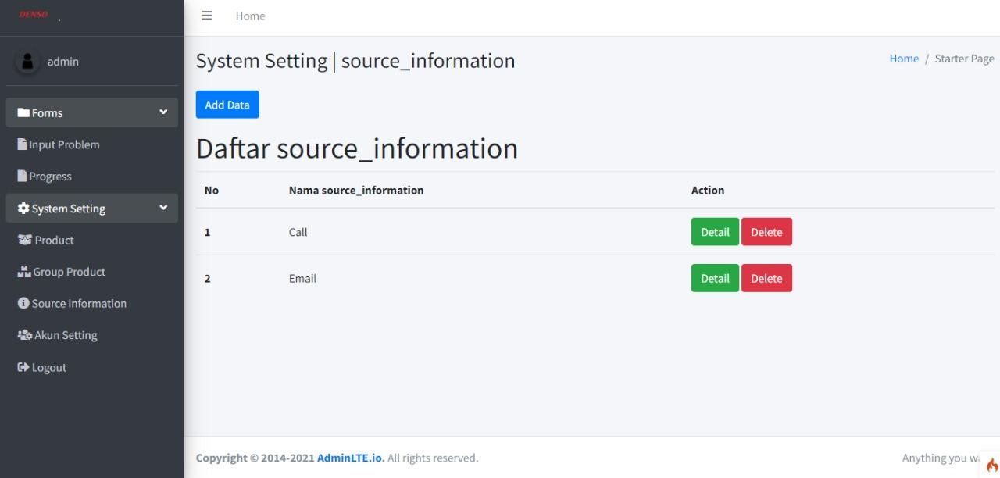 DENSO .
Home
admin
System Setting | source_information
Home / Starter Page
Forms
Input Problem
Progress
System Setting
Product
Group Product
Source Information
Akun Setting
Logout
Add Data
Daftar source_information
No Nama source_information Action
1 Call Detail Delete
2 Email Detail Delete
Copyright © 2014-2021 AdminLTE.io. All rights reserved.
Anything you